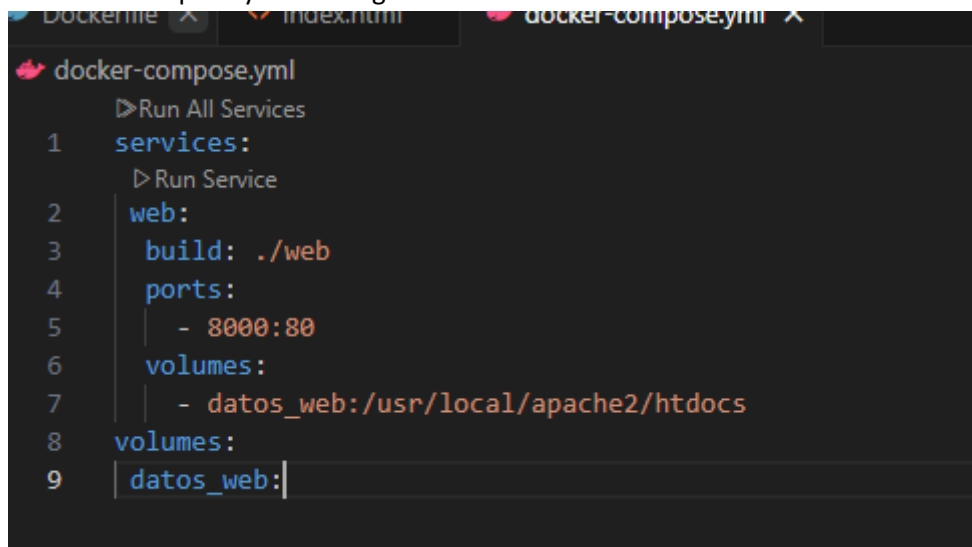 Dockerfile index.html docker-compose.yml
docker-compose.yml
Run All Services
1 services:
Run Service
2 web:
3 build: ./web
4 ports:
5 - 8000:80
6 volumes:
7 - datos_web:/usr/local/apache2/htdocs
8 volumes:
9 datos_web: